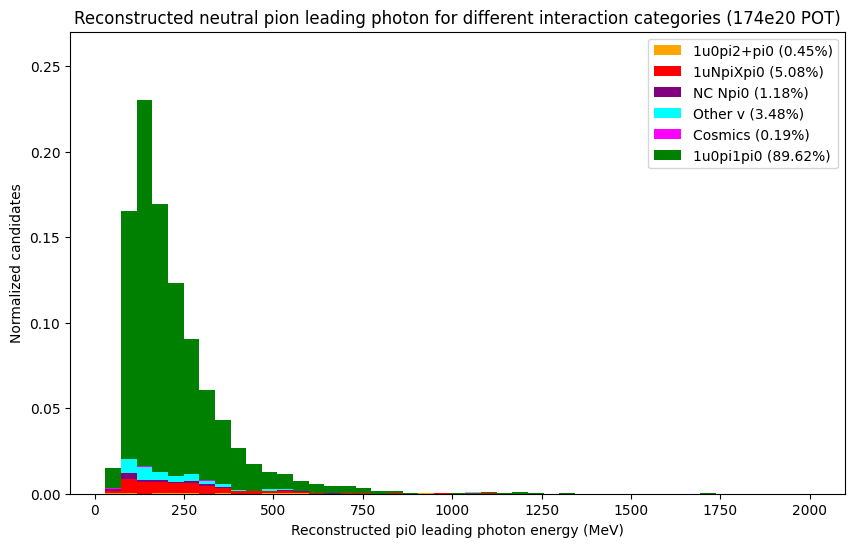 Reconstructed neutral pion leading photon for different interaction categories (174e20 POT)
1u0pi2+pi0 (0.45%)
1uNpiXpi0 (5.08%)
NC Npi0 (1.18%)
Other v (3.48%)
Cosmics (0.19%)
1u0pi1pi0 (89.62%)
Normalized candidates
0.25
0.20
0.15
0.10
0.05
0.00
0 250 500 750 1000 1250 1500 1750 2000
Reconstructed pi0 leading photon energy (MeV)